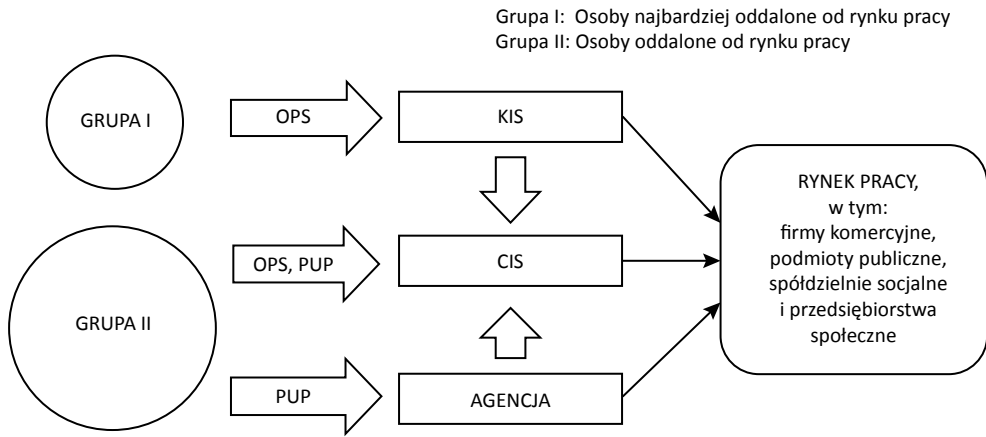 Grupa I: Osoby najbardziej oddalone od rynku pracy
Grupa II: Osoby oddalone od rynku pracy
GRUPA I
OPS
KIS
RYNEK PRACY,
w tym:
firmy komercyjne,
podmioty publiczne,
spółdzielnie socjalne
i przedsiębiorstwa
społeczne
GRUPA II
OPS, PUP
CIS
PUP
AGENCJA